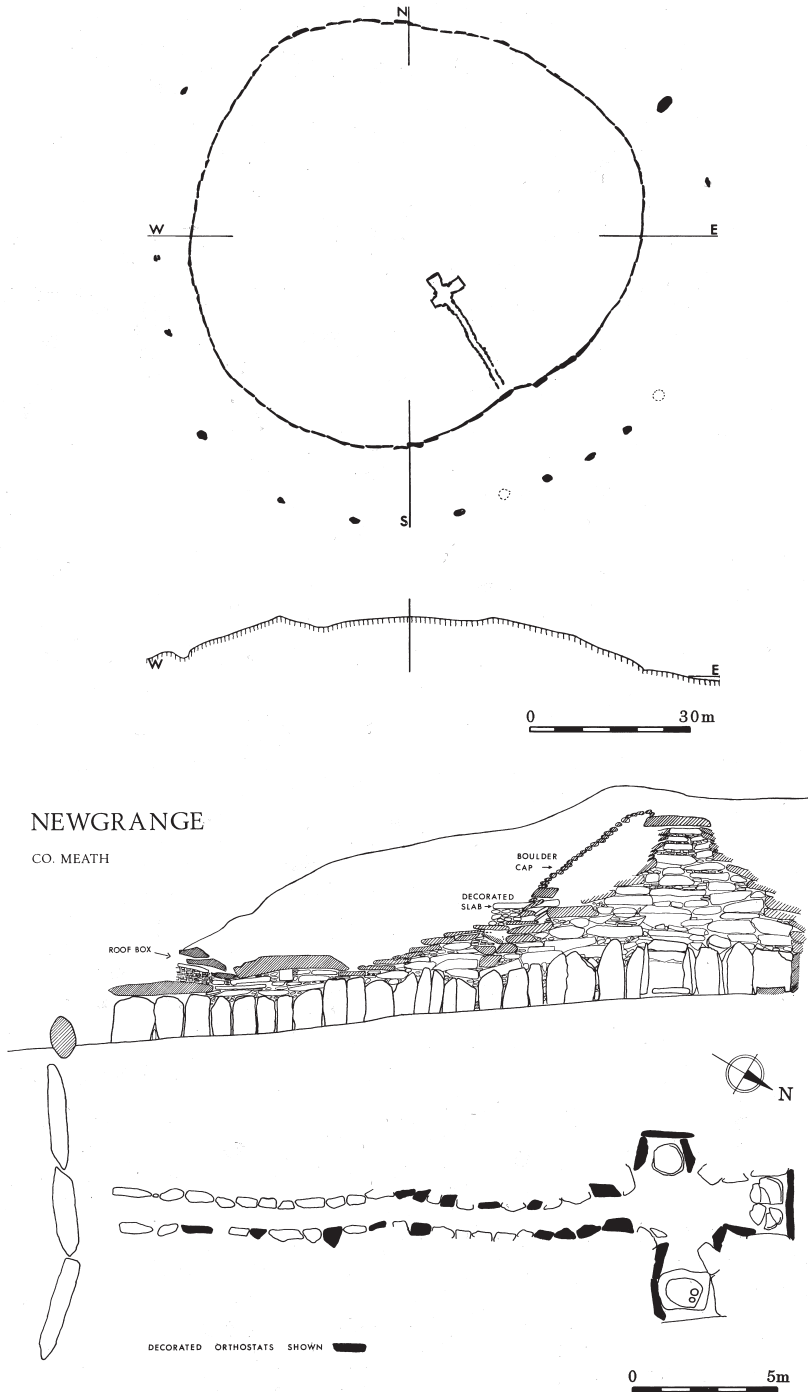 N
W
E
S
W
E
0 30m
NEWGRANGE
CO. MEATH
BOULDER
CAP →
DECORATED
SLAB →
ROOF BOX
N
DECORATED ORTHOSTATS SHOWN
0 5m